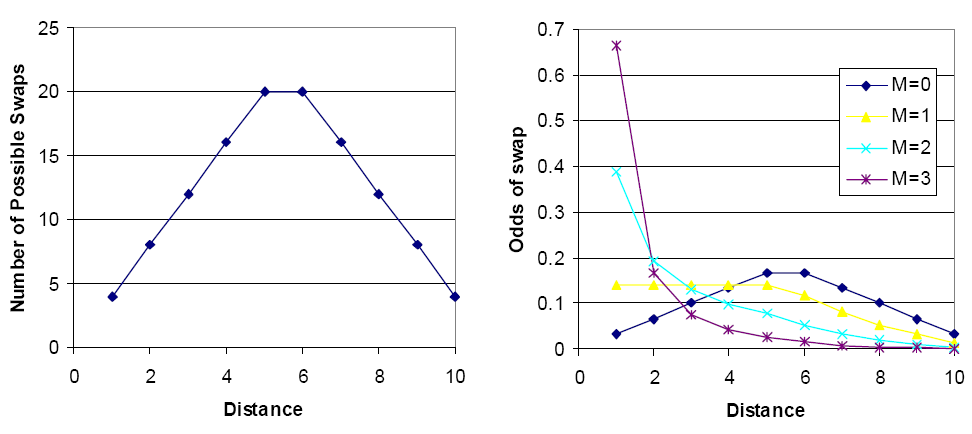 Number of Possible Swaps
25
20
15
10
5
0
0 2 4 6 8 10
Distance
Odds of swap
0.7
0.6
0.5
0.4
0.3
0.2
0.1
0
0 2 4 6 8 10
Distance
M=0
M=1
M=2
M=3